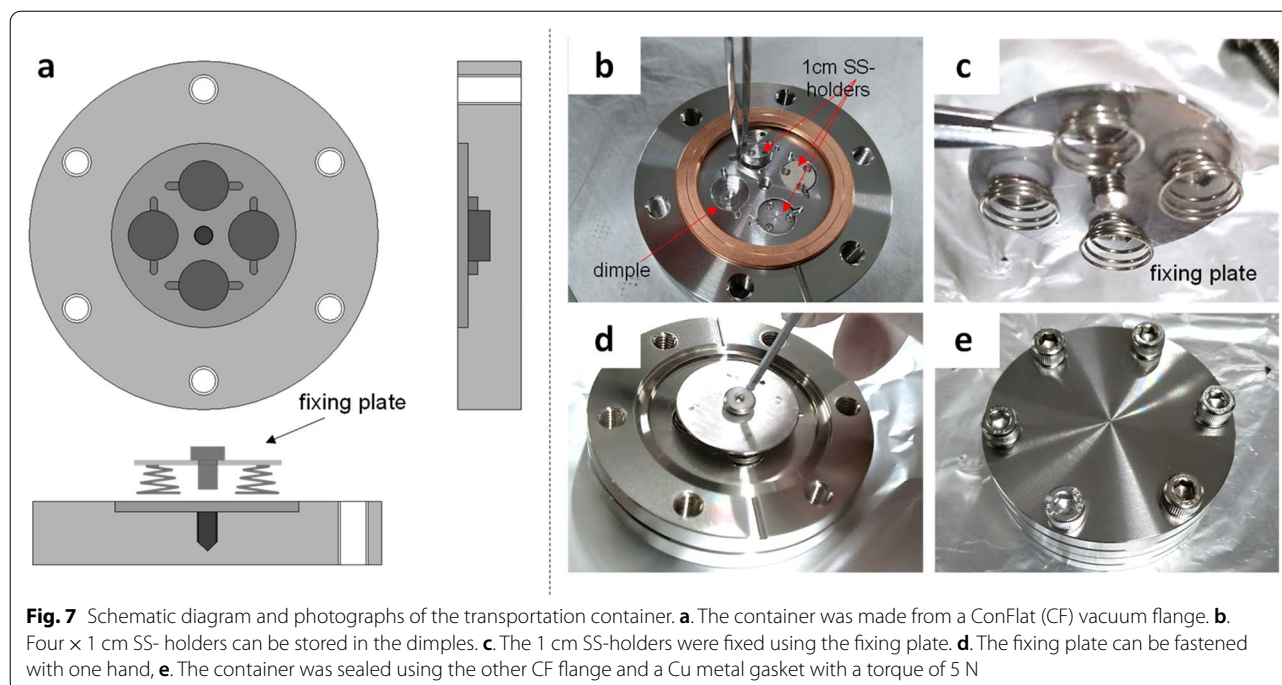 a
fixing plate
b
1cm SS-
holders
dimple
c
fixing plate
d
e
Fig. 7 Schematic diagram and photographs of the transportation container. a. The container was made from a ConFlat (CF) vacuum flange. b.
Four × 1 cm SS- holders can be stored in the dimples. c. The 1 cm SS-holders were fixed using the fixing plate. d. The fixing plate can be fastened
with one hand, e. The container was sealed using the other CF flange and a Cu metal gasket with a torque of 5 N